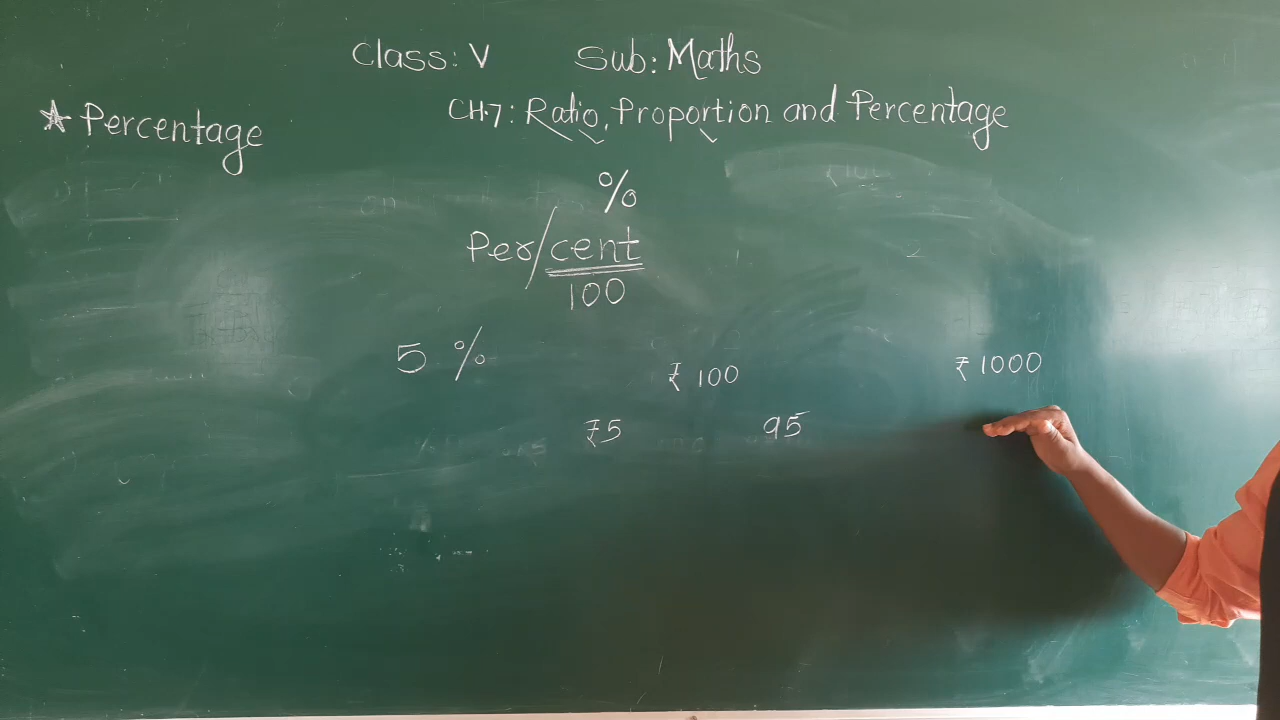 Class: V Sub: Maths
CH.7: Ratio, Proportion and Percentage
★ Percentage
%
Per/cent
100
5 %
₹ 100
₹ 1000
₹5
95